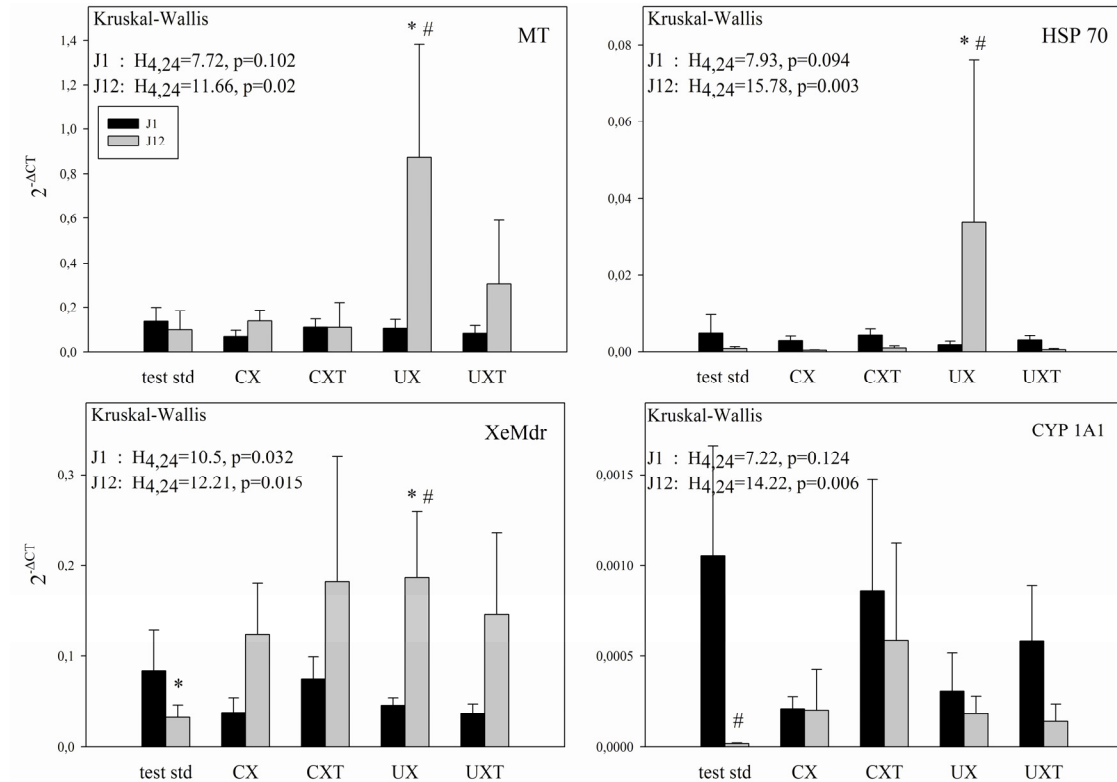 Kruskal-Wallis
MT
J1 : H4,24=7.72, p=0.102
J12: H4,24=11.66, p=0.02
J1
J12
* #
2-ΔCT
1,4
1,2
1,0
0,8
0,6
0,4
0,2
0,0
test std CX CXT UX UXT
Kruskal-Wallis
HSP 70
J1 : H4,24=7.93, p=0.094
J12: H4,24=15.78, p=0.003
* #
0,08
0,06
0,04
0,02
0,00
test std CX CXT UX UXT
Kruskal-Wallis
XeMdr
J1 : H4,24=10.5, p=0.032
J12: H4,24=12.21, p=0.015
* #
*
2-ΔCT
0,3
0,2
0,1
0,0
test std CX CXT UX UXT
Kruskal-Wallis
CYP 1A1
J1 : H4,24=7.22, p=0.124
J12: H4,24=14.22, p=0.006
#
0,0015
0,0010
0,0005
0,0000
test std CX CXT UX UXT